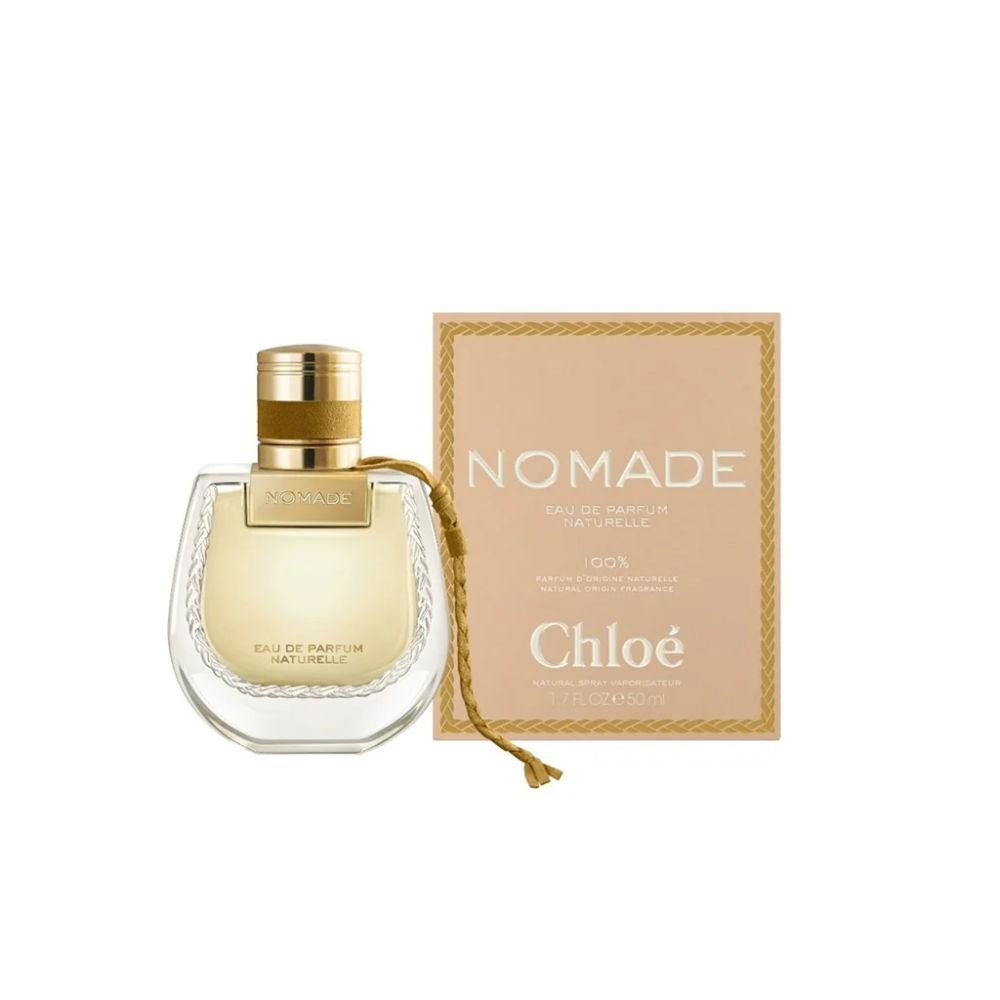 NOMADE
EAU DE PARFUM
NATURELLE
NOMADE
EAU DE PARFUM
NATURELLE
100%
PARFUM D'ORIGINE NATURELLE
NATURAL ORIGIN FRAGRANCE
Chloé
NATURAL SPRAY VAPORISATEUR
1.7 FL OZ ℮ 50 ml